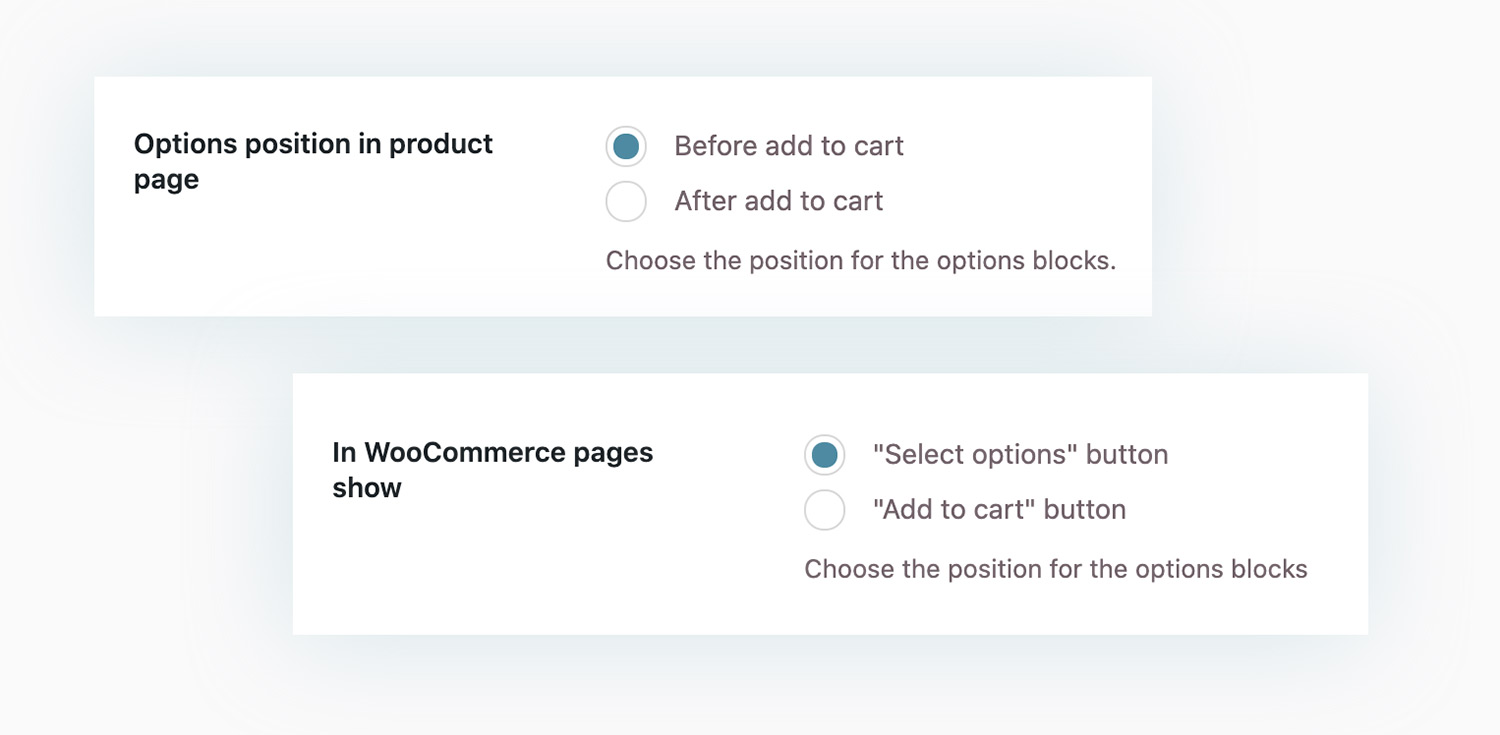 Options position in product
page
Before add to cart
After add to cart
Choose the position for the options blocks.
In WooCommerce pages
show
"Select options" button
"Add to cart" button
Choose the position for the options blocks